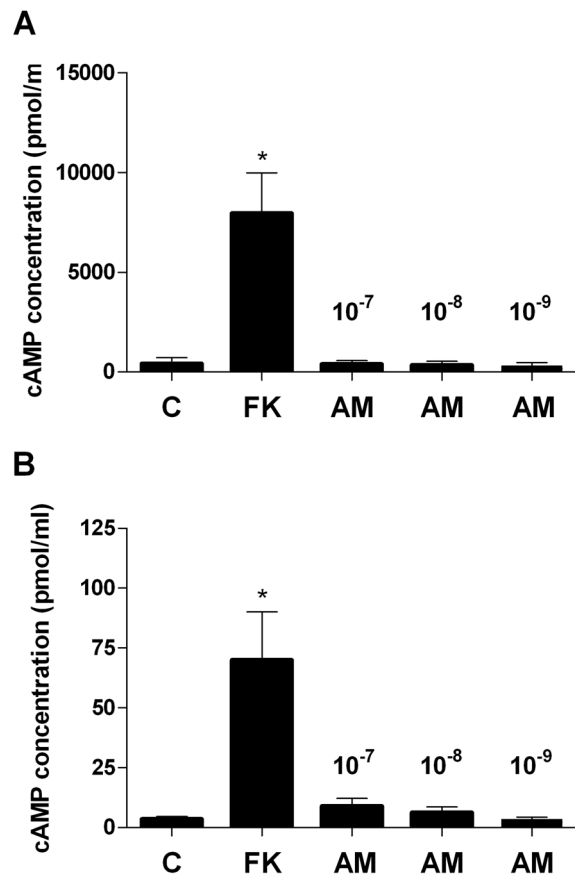 A
cAMP concentration (pmol/m
15000
10000
5000
0
*
10⁻⁷ 10⁻⁸ 10⁻⁹
C FK AM AM AM
B
cAMP concentration (pmol/ml)
125
100
75
50
25
0
*
10⁻⁷ 10⁻⁸ 10⁻⁹
C FK AM AM AM